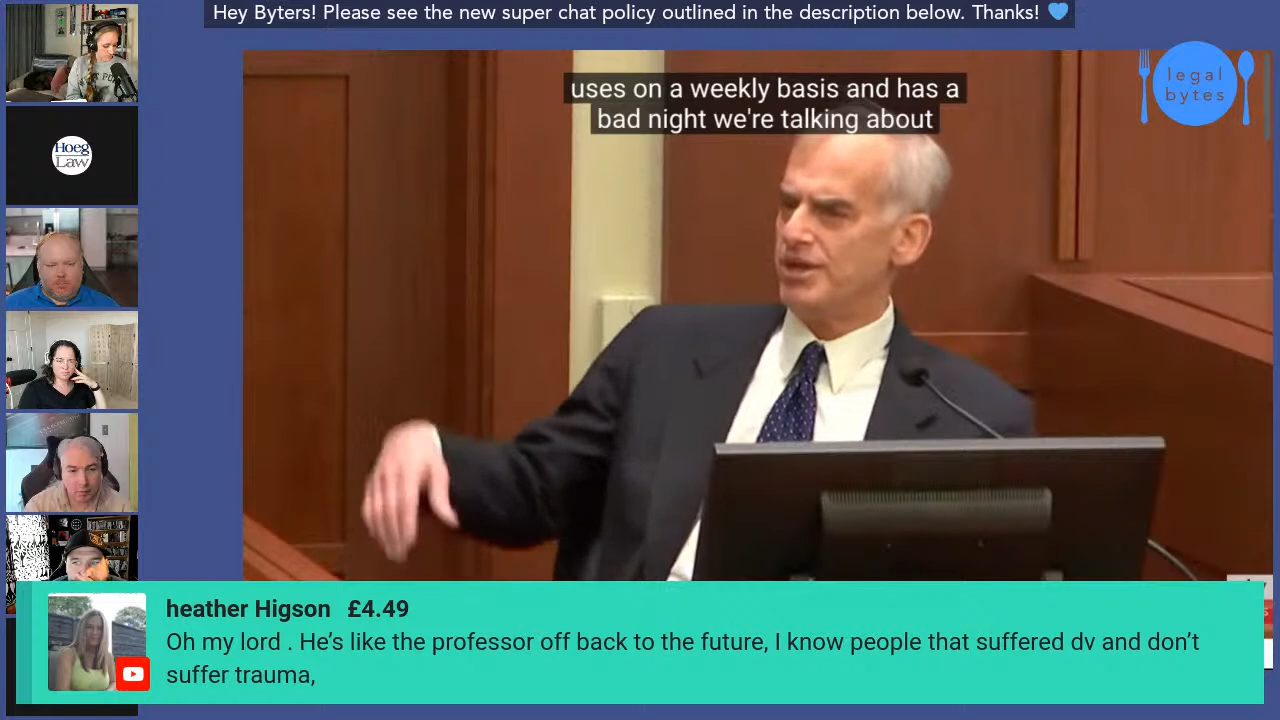 Hey Byters! Please see the new super chat policy outlined in the description below. Thanks! 💙
legal
bytes
uses on a weekly basis and has a
bad night we're talking about
Hoeg
Law
heather Higson £4.49
Oh my lord . He’s like the professor off back to the future, I know people that suffered dv and don’t
suffer trauma,